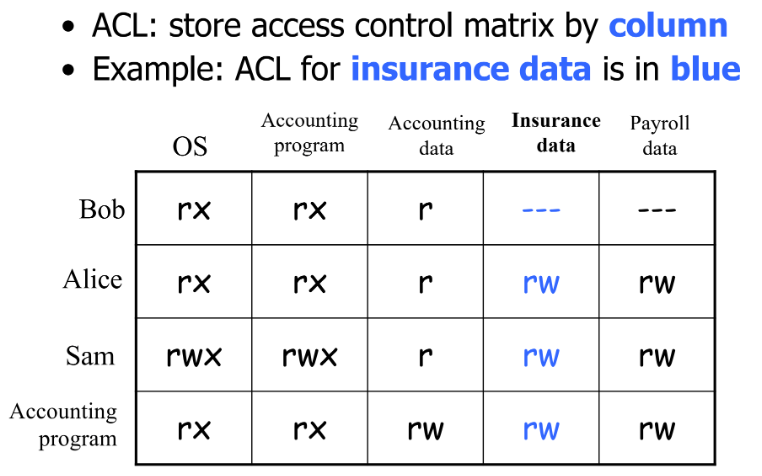 • ACL: store access control matrix by column
• Example: ACL for insurance data is in blue
OS Accounting program Accounting data Insurance data Payroll data
Bob rx rx r --- ---
Alice rx rx r rw rw
Sam rwx rwx r rw rw
Accounting program rx rx rw rw rw